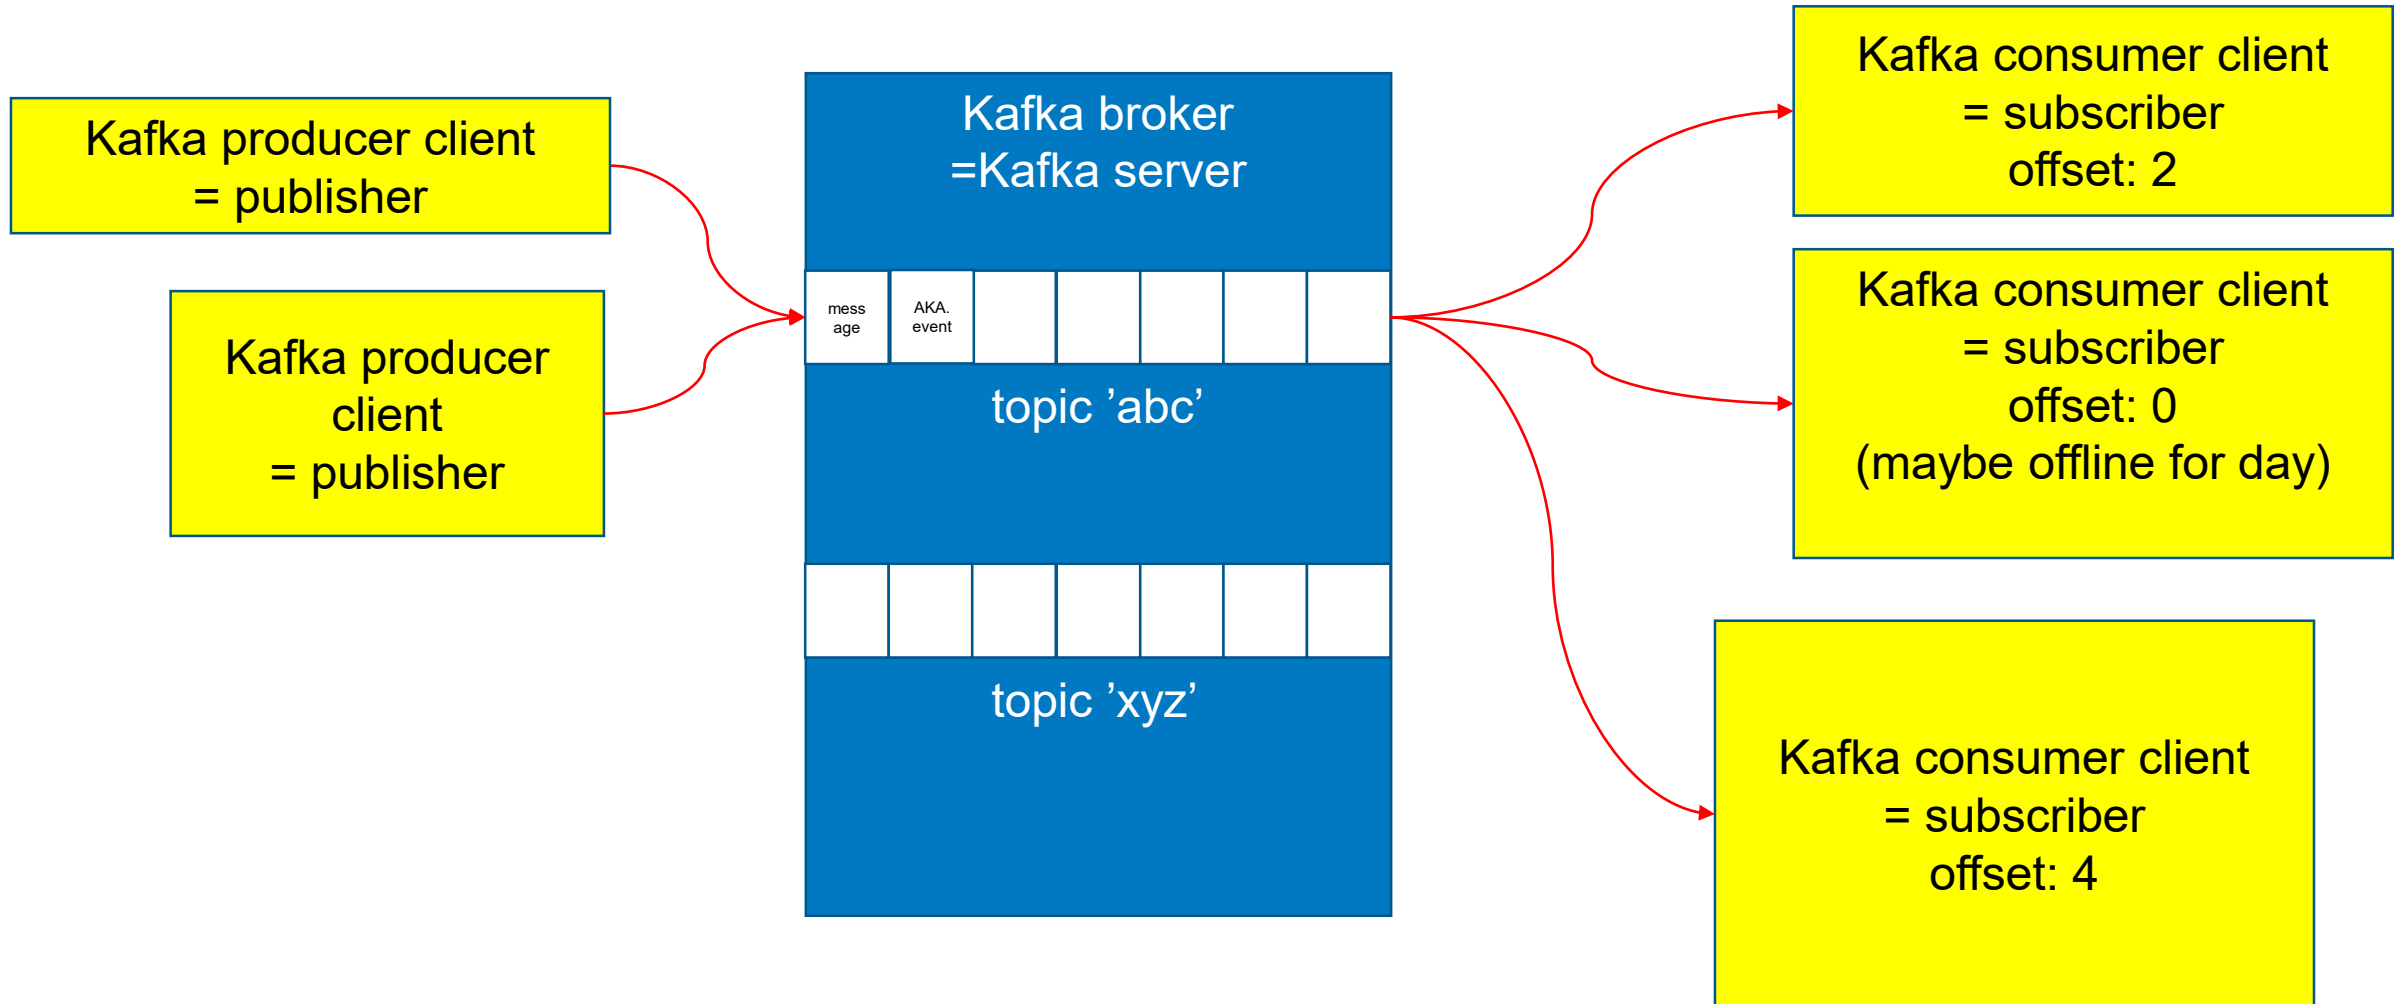 Kafka producer client
= publisher
Kafka producer
client
= publisher
Kafka broker
=Kafka server
mess
age
AKA.
event
topic ’abc’
topic ’xyz’
Kafka consumer client
= subscriber
offset: 2
Kafka consumer client
= subscriber
offset: 0
(maybe offline for day)
Kafka consumer client
= subscriber
offset: 4